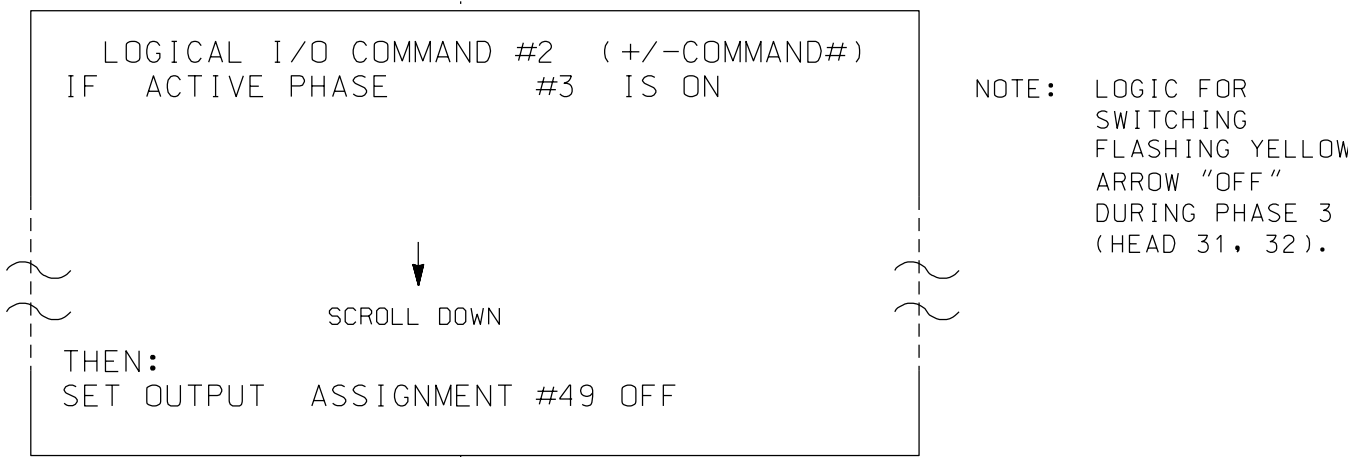 LOGICAL I/O COMMAND #2 (+/-COMMAND#)
IF ACTIVE PHASE #3 IS ON
SCROLL DOWN
THEN:
SET OUTPUT ASSIGNMENT #49 OFF
NOTE: LOGIC FOR
SWITCHING
FLASHING YELLOW
ARROW "OFF"
DURING PHASE 3
(HEAD 31, 32).